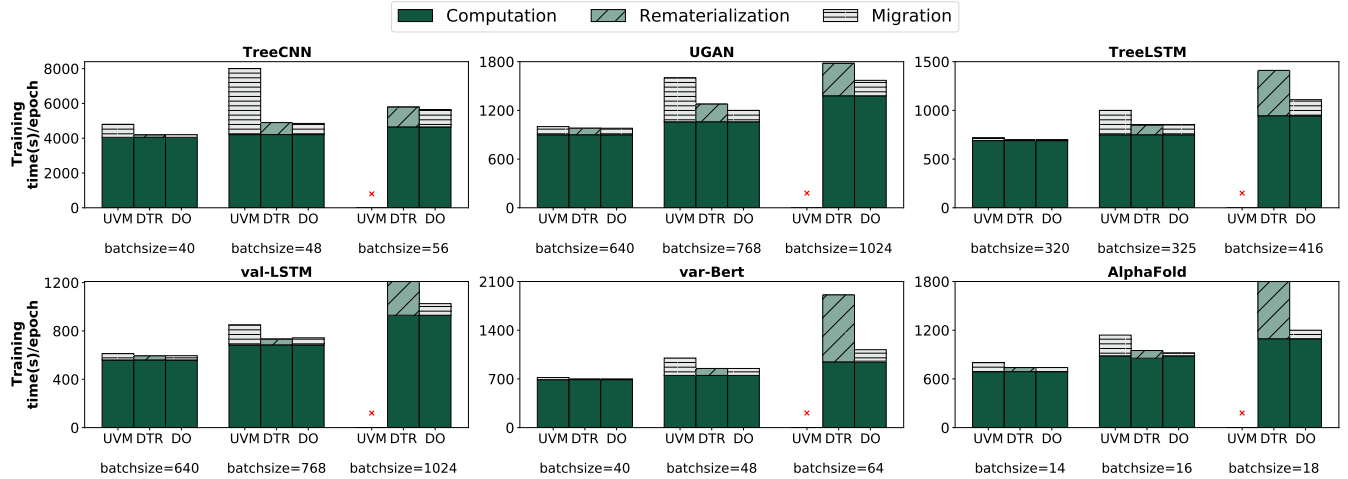 Computation Rematerialization Migration
TreeCNN UGAN TreeLSTM
Training
time(s)/epoch
8000
6000
4000
2000
0
UVM DTR DO UVM DTR DO UVM DTR DO
batchsize=40 batchsize=48 batchsize=56
1800
1200
600
0
UVM DTR DO UVM DTR DO UVM DTR DO
batchsize=640 batchsize=768 batchsize=1024
1500
1000
500
0
UVM DTR DO UVM DTR DO UVM DTR DO
batchsize=320 batchsize=325 batchsize=416
val-LSTM var-Bert AlphaFold
Training
time(s)/epoch
1200
800
400
0
UVM DTR DO UVM DTR DO UVM DTR DO
batchsize=640 batchsize=768 batchsize=1024
2100
1400
700
0
UVM DTR DO UVM DTR DO UVM DTR DO
batchsize=40 batchsize=48 batchsize=64
1800
1200
600
0
UVM DTR DO UVM DTR DO UVM DTR DO
batchsize=14 batchsize=16 batchsize=18